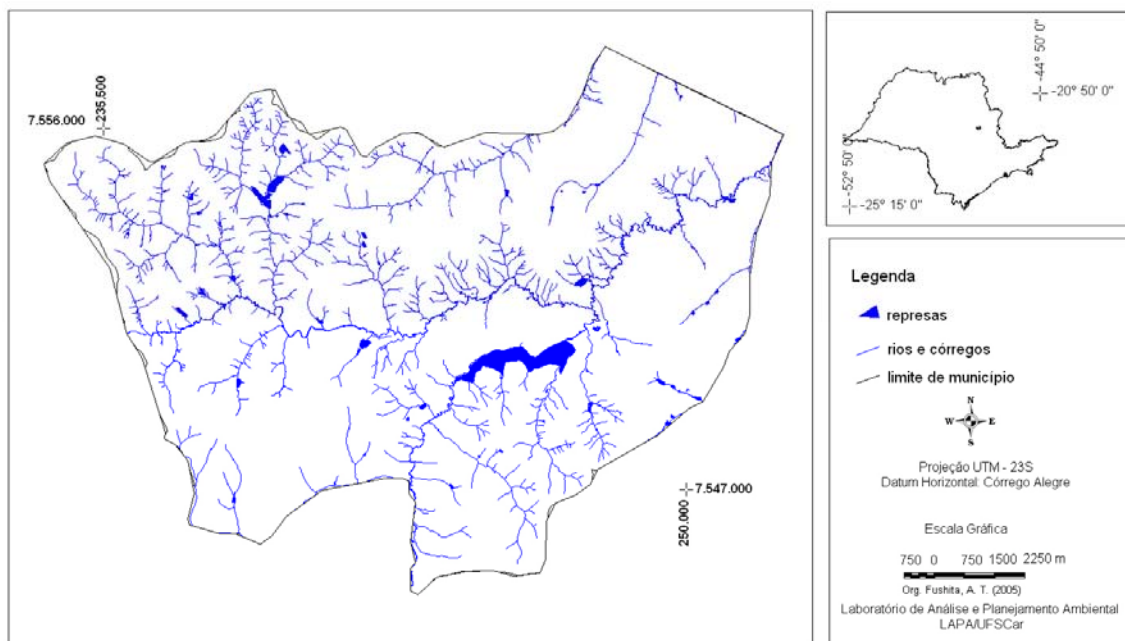 7.556.000
235.500
7.547.000
250.000
-44° 50' 0"
-20° 50' 0"
-52° 50' 0"
-25° 15' 0"
Legenda
represas
rios e córregos
limite de município
N
W E
S
Projeção UTM - 23S
Datum Horizontal: Córrego Alegre
Escala Gráfica
750 0 750 1500 2250 m
Org. Fushita, A. T. (2005)
Laboratório de Análise e Planejamento Ambiental
LAPA/UFSCar